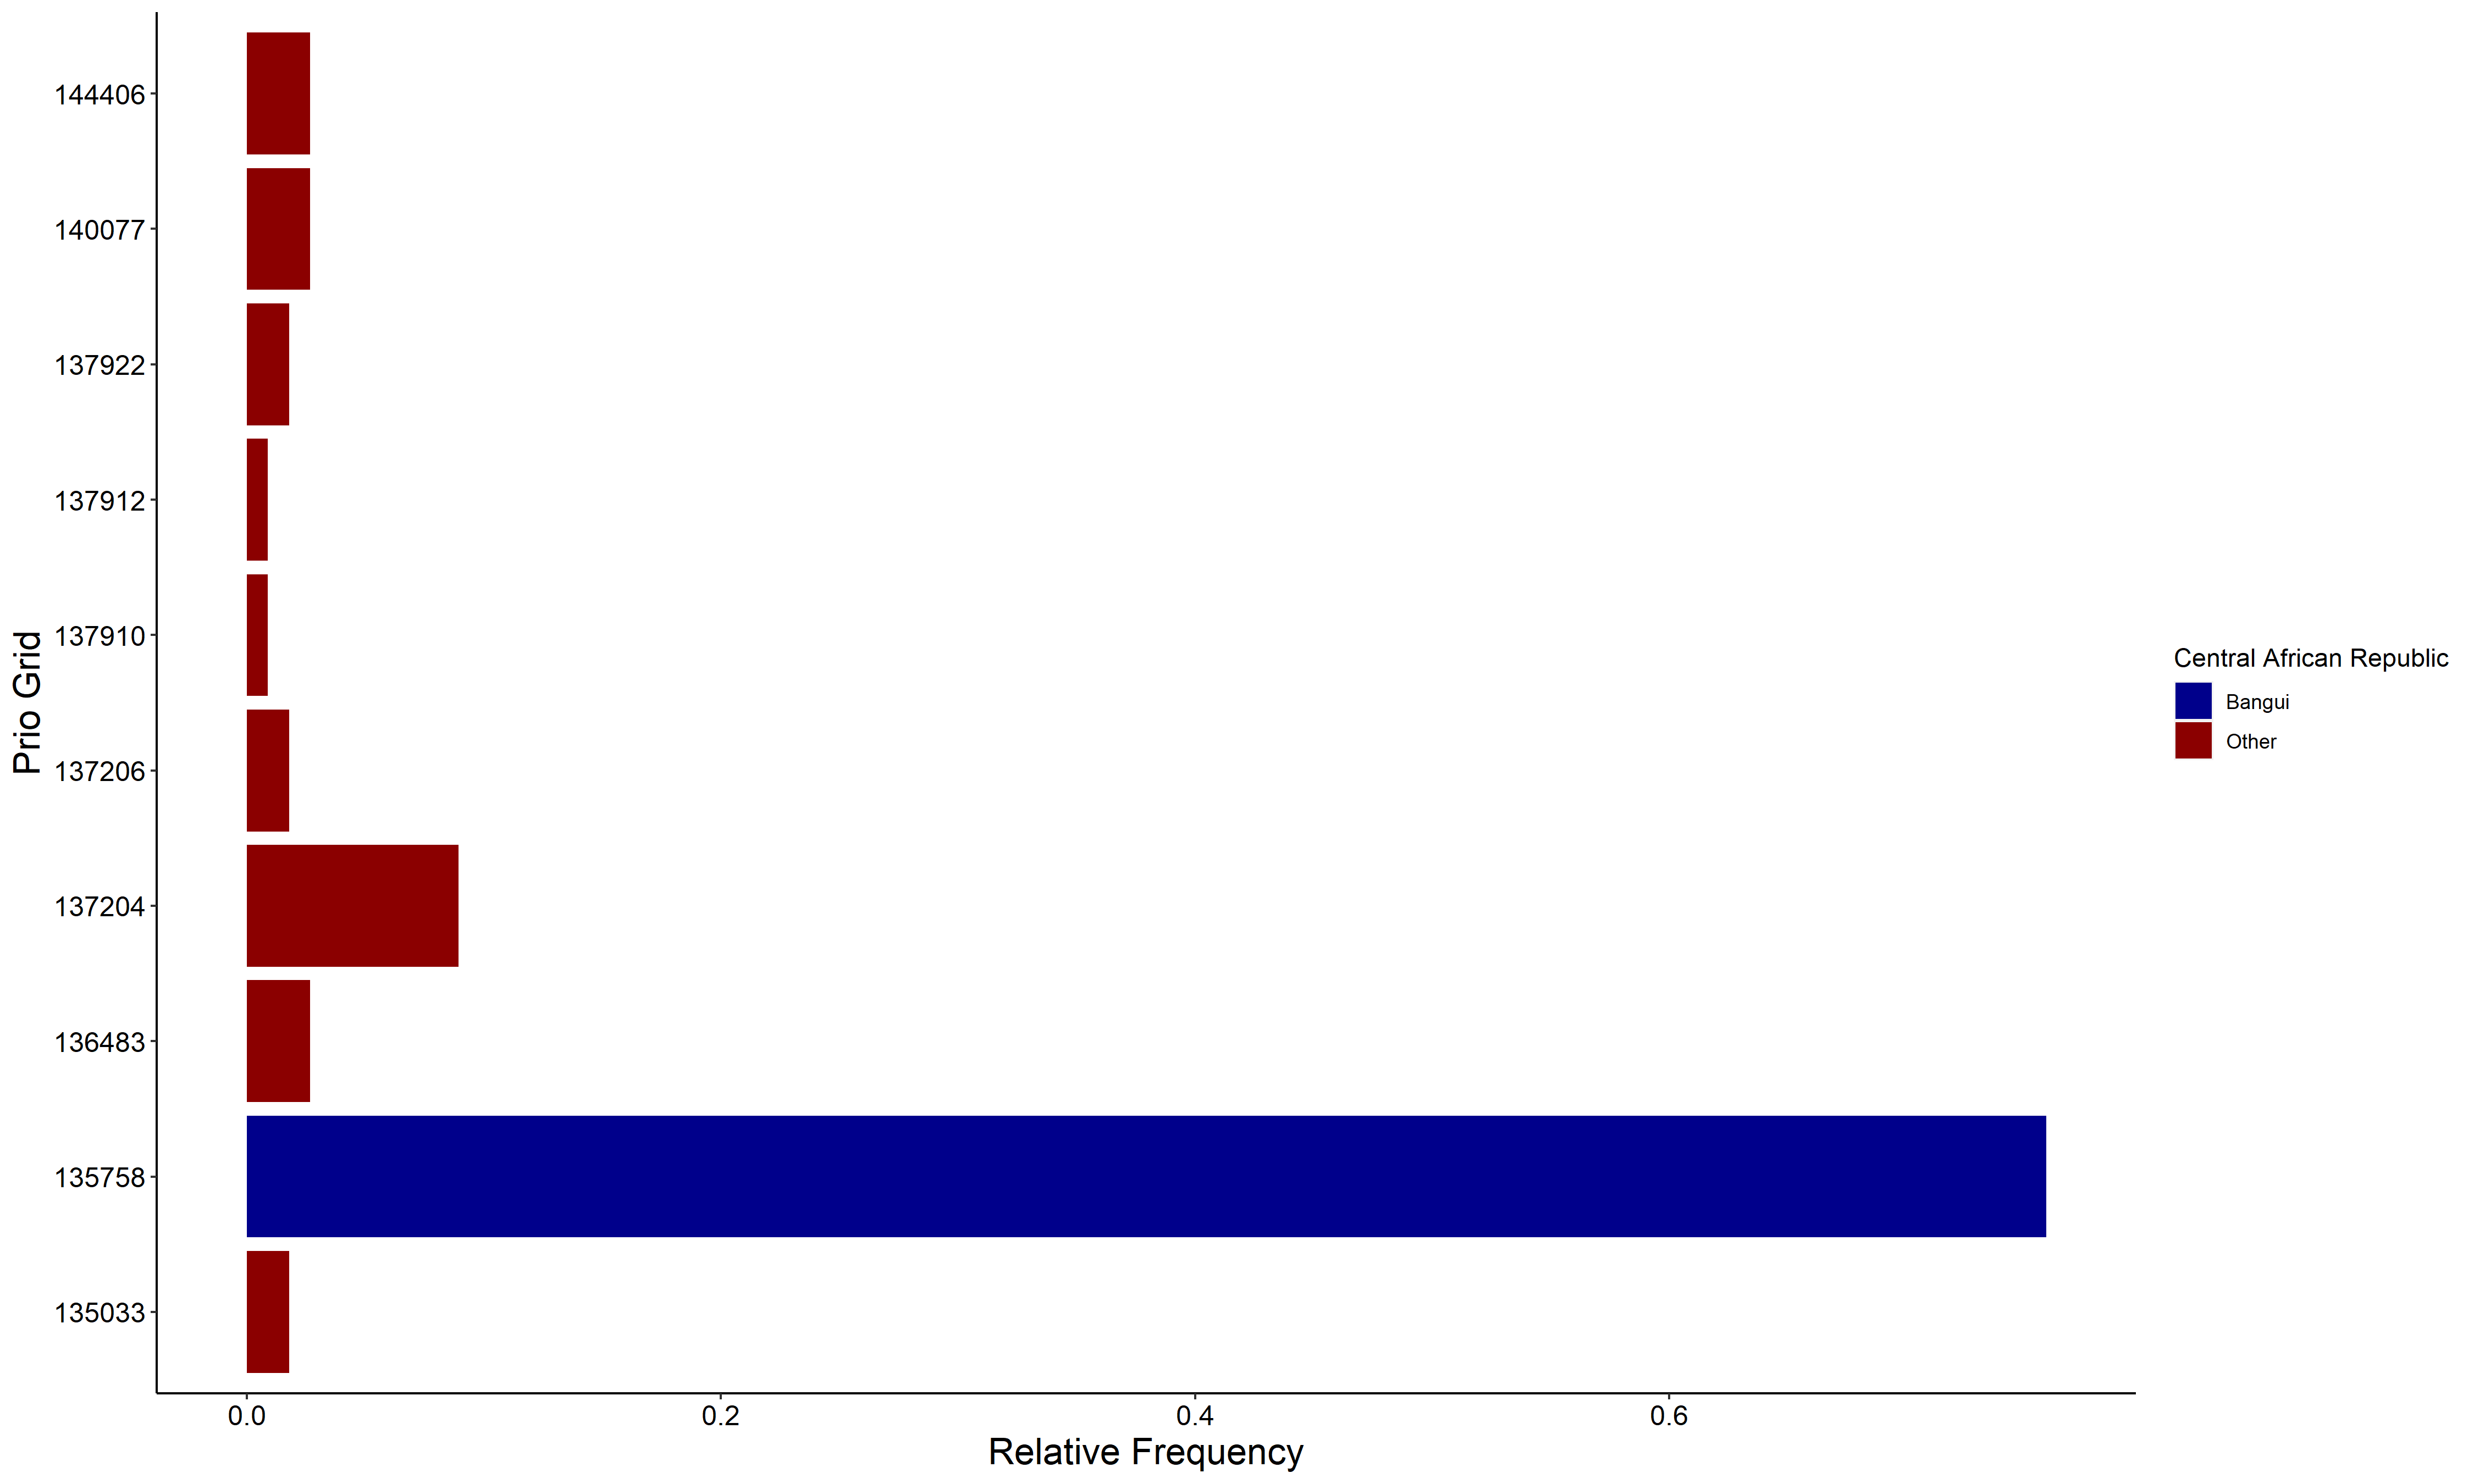 144406
140077
137922
137912
137910
137206
137204
136483
135758
135033
Prio Grid
0.0 0.2 0.4 0.6
Relative Frequency
Central African Republic
Bangui
Other